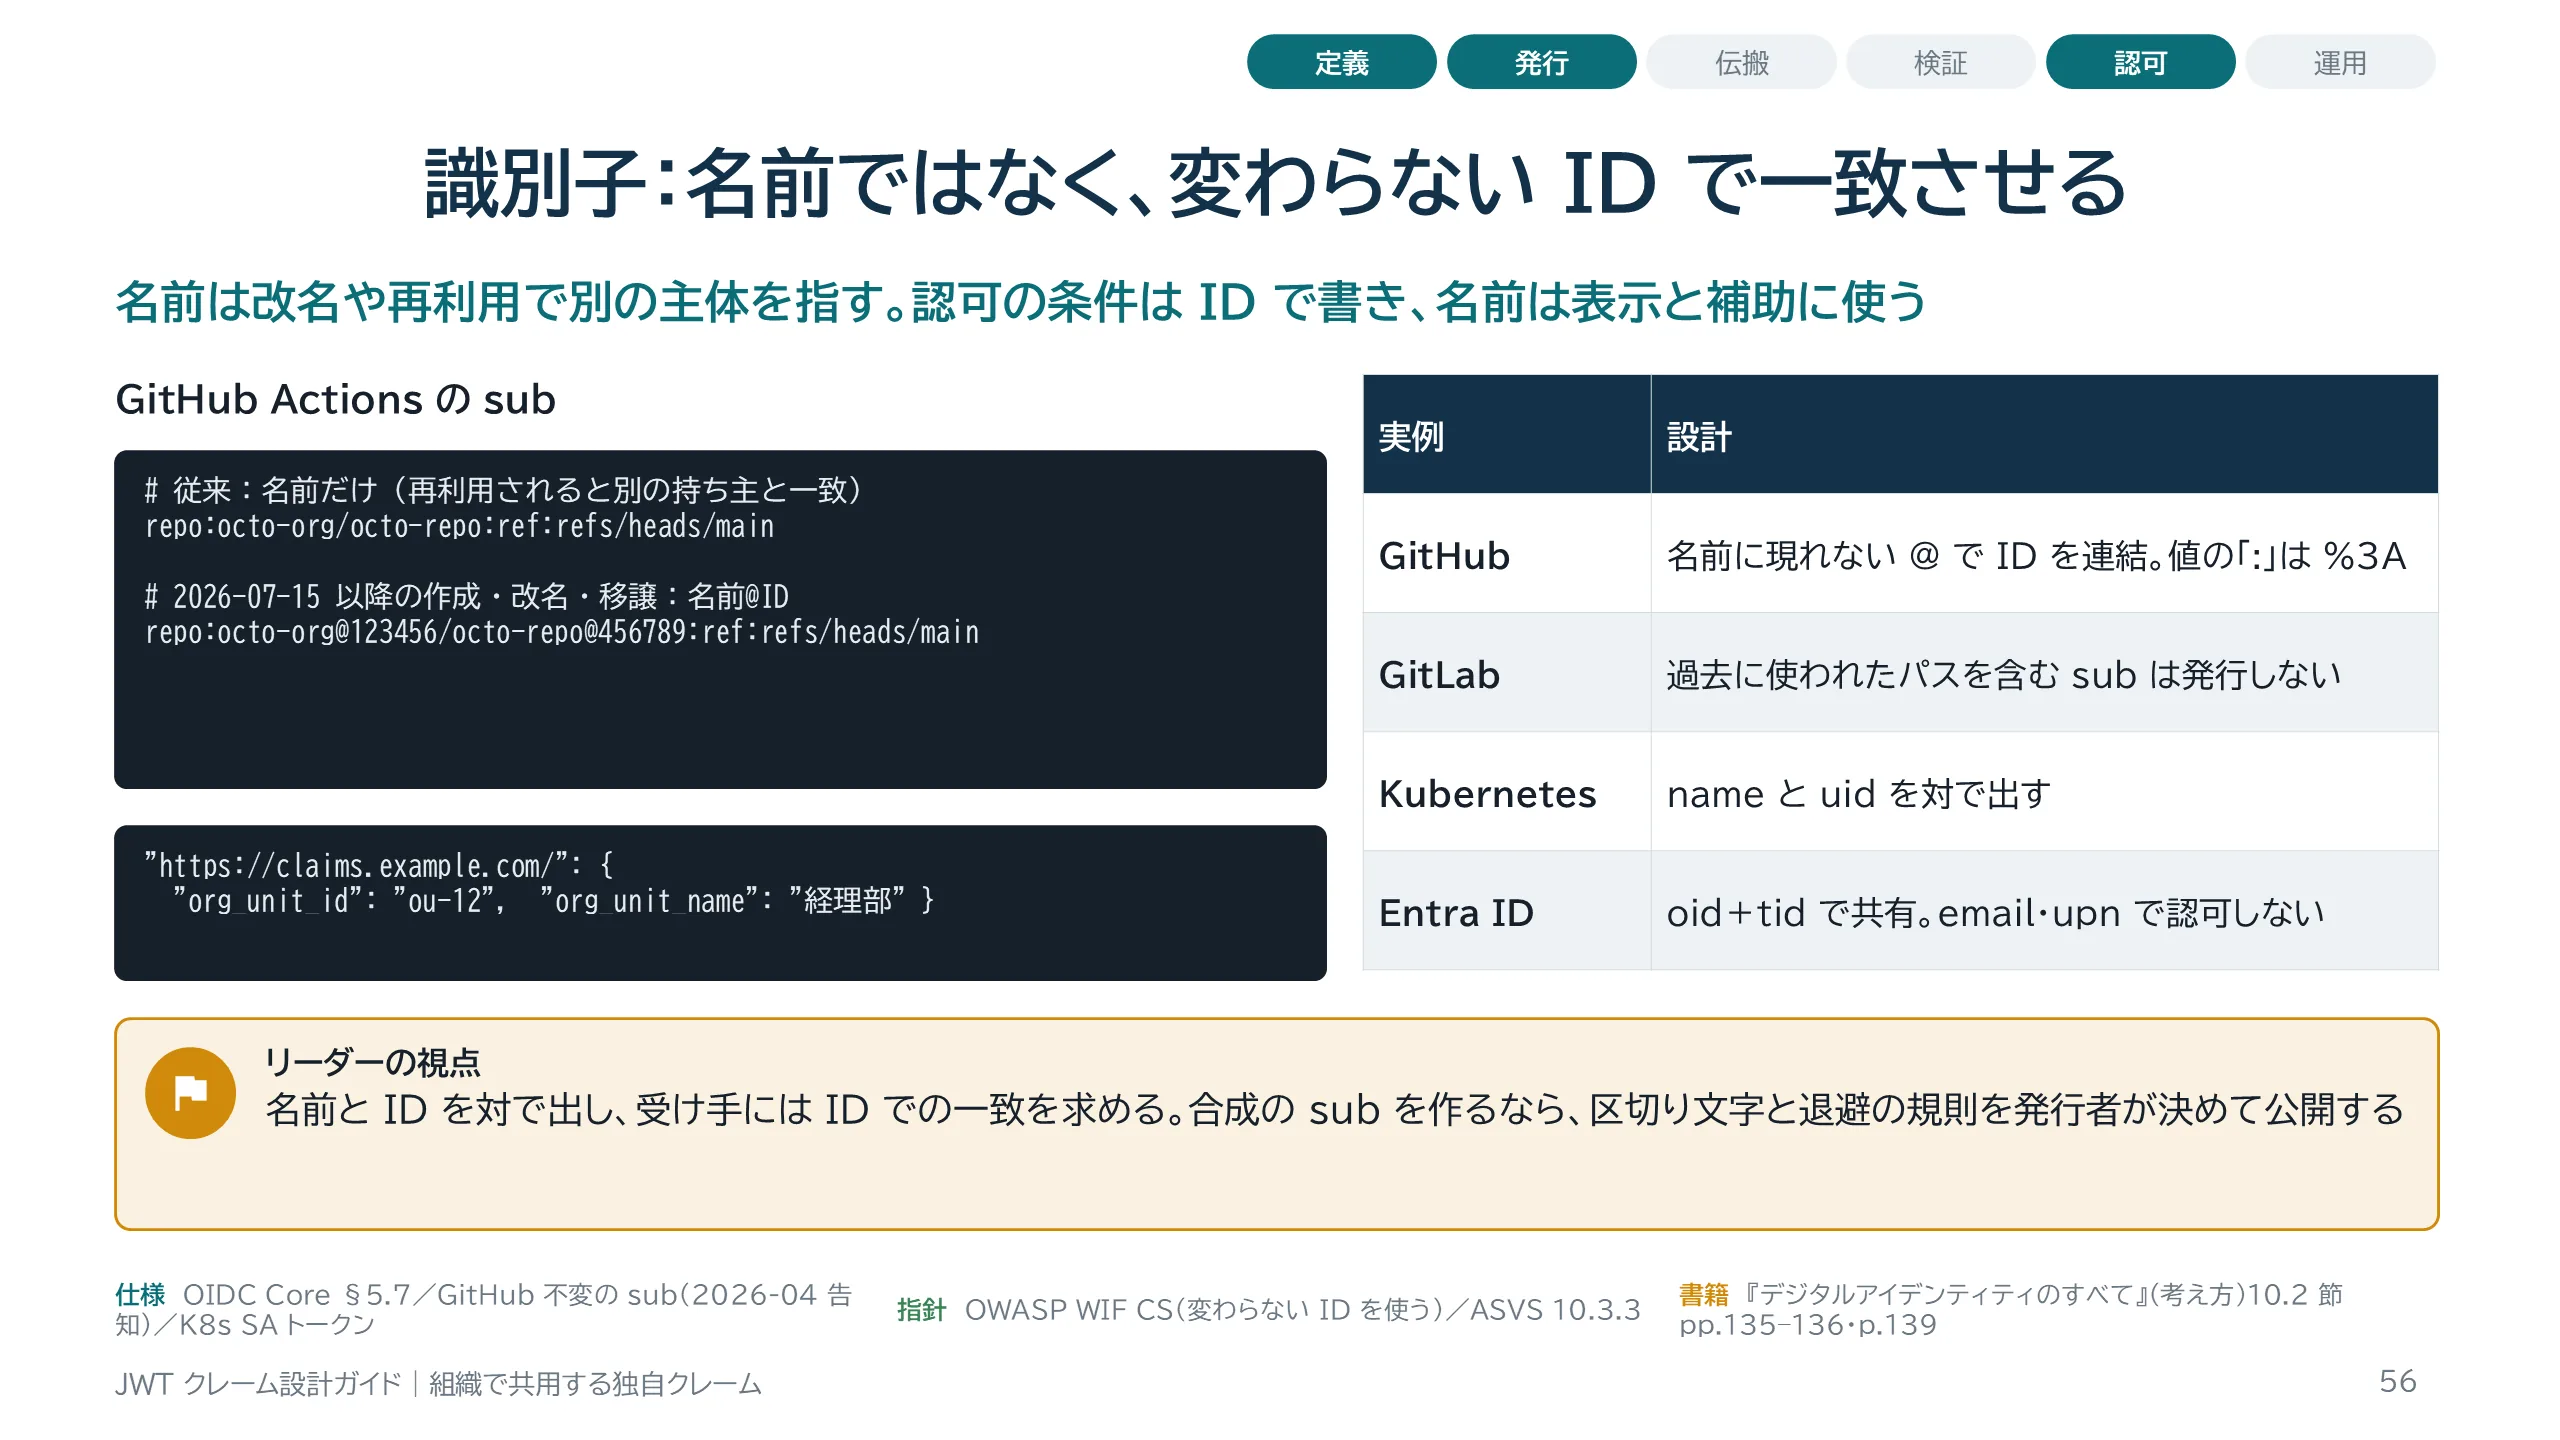 定義 発行 伝搬 検証 認可 運用
識別子：名前ではなく、変わらない ID で一致させる
名前は改名や再利用で別の主体を指す。認可の条件は ID で書き、名前は表示と補助に使う
GitHub Actions の sub
# 従来：名前だけ（再利用されると別の持ち主と一致）
repo:octo-org/octo-repo:ref:refs/heads/main
# 2026-07-15 以降の作成・改名・移譲：名前@ID
repo:octo-org@123456/octo-repo@456789:ref:refs/heads/main
"https://claims.example.com/": {
"org_unit_id": "ou-12", "org_unit_name": "経理部" }
実例 設計
GitHub 名前に現れない @ で ID を連結。値の「:」は %3A
GitLab 過去に使われたパスを含む sub は発行しない
Kubernetes name と uid を対で出す
Entra ID oid＋tid で共有。email・upn で認可しない
リーダーの視点
名前と ID を対で出し、受け手には ID での一致を求める。合成の sub を作るなら、区切り文字と退避の規則を発行者が決めて公開する
仕様 OIDC Core §5.7／GitHub 不変の sub（2026-04 告
知）／K8s SA トークン
指針 OWASP WIF CS（変わらない ID を使う）／ASVS 10.3.3
書籍 『デジタルアイデンティティのすべて』（考え方）10.2 節
pp.135–136・p.139
JWT クレーム設計ガイド｜組織で共用する独自クレーム
56